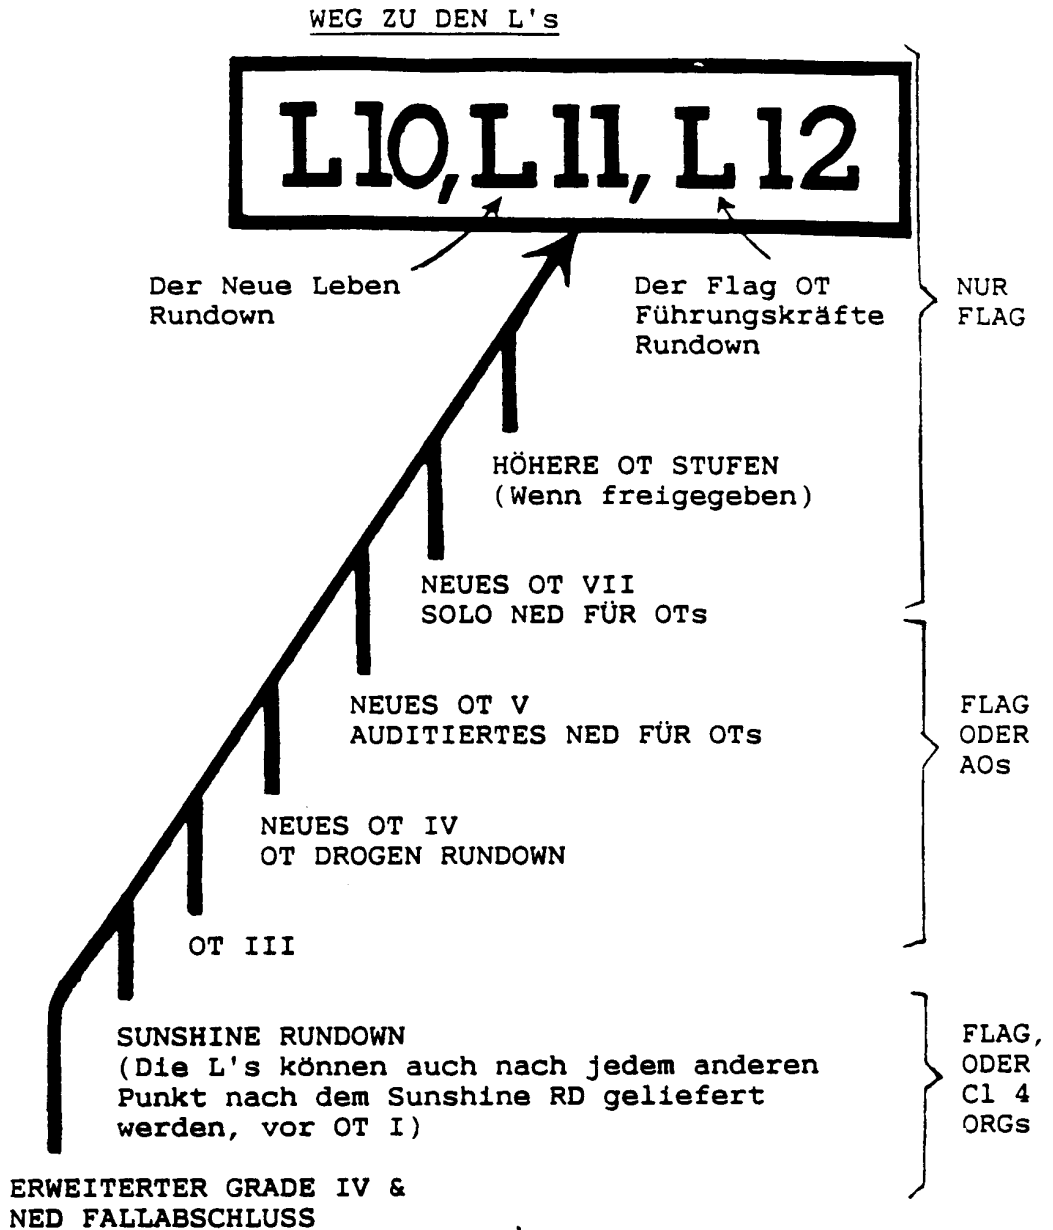 WEG ZU DEN L's
L10, L11, L12
Der Neue Leben
Rundown
Der Flag OT
Führungskräfte
Rundown
NUR
FLAG
HÖHERE OT STUFEN
(Wenn freigegeben)
NEUES OT VII
SOLO NED FÜR OTs
NEUES OT V
AUDITIERTES NED FÜR OTs
FLAG
ODER
AOs
NEUES OT IV
OT DROGEN RUNDOWN
OT III
SUNSHINE RUNDOWN
(Die L's können auch nach jedem anderen
Punkt nach dem Sunshine RD geliefert
werden, vor OT I)
FLAG,
ODER
Cl 4
ORGs
ERWEITERTER GRADE IV &
NED FALLABSCHLUSS